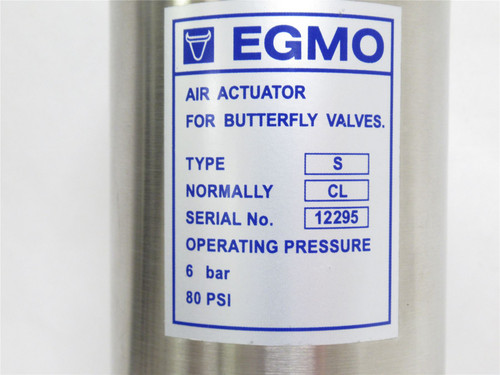 EGMO
AIR ACTUATOR
FOR BUTTERFLY VALVES.
TYPE S
NORMALLY CL
SERIAL No. 12295
OPERATING PRESSURE
6 bar
80 PSI